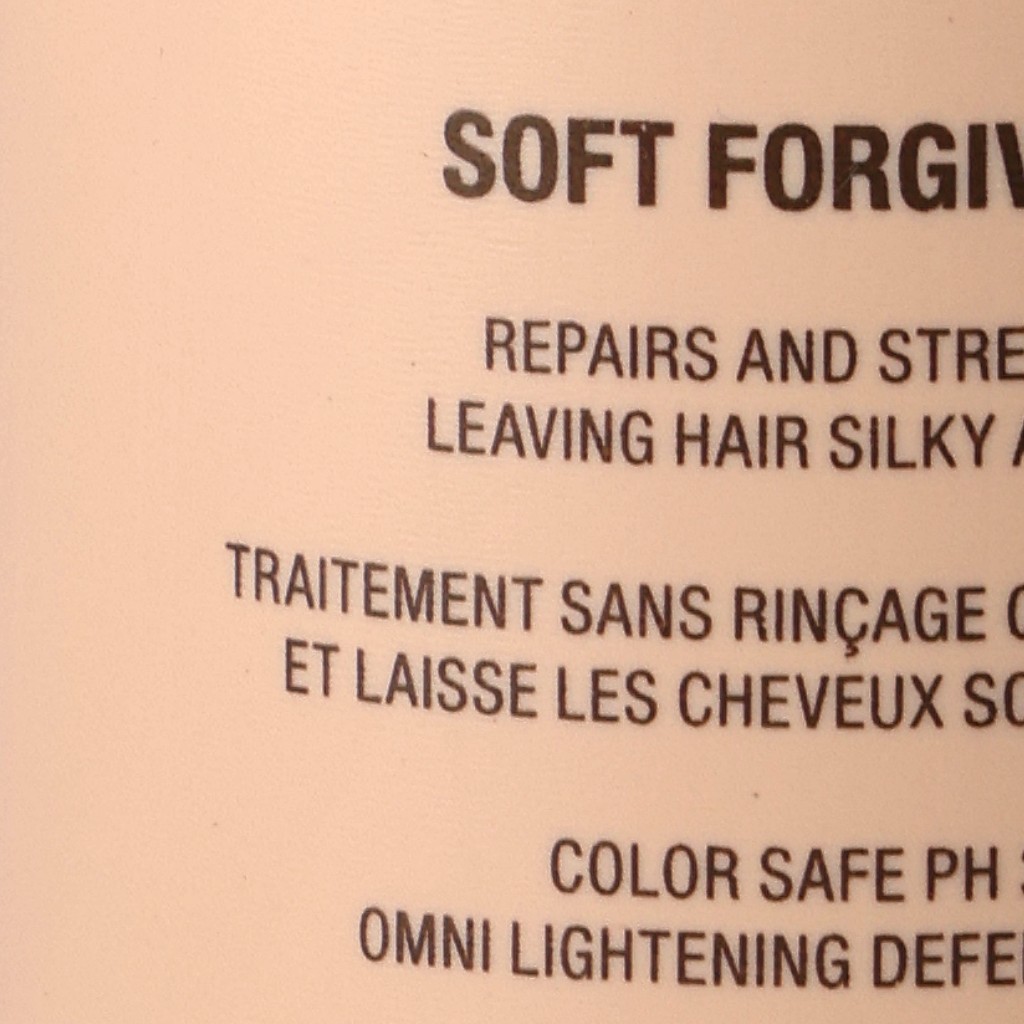 SOFT FORGIV
REPAIRS AND STRE
LEAVING HAIR SILKY
TRAITEMENT SANS RINÇAGE
ET LAISSE LES CHEVEUX SO
COLOR SAFE PH
OMNI LIGHTENING DEFE